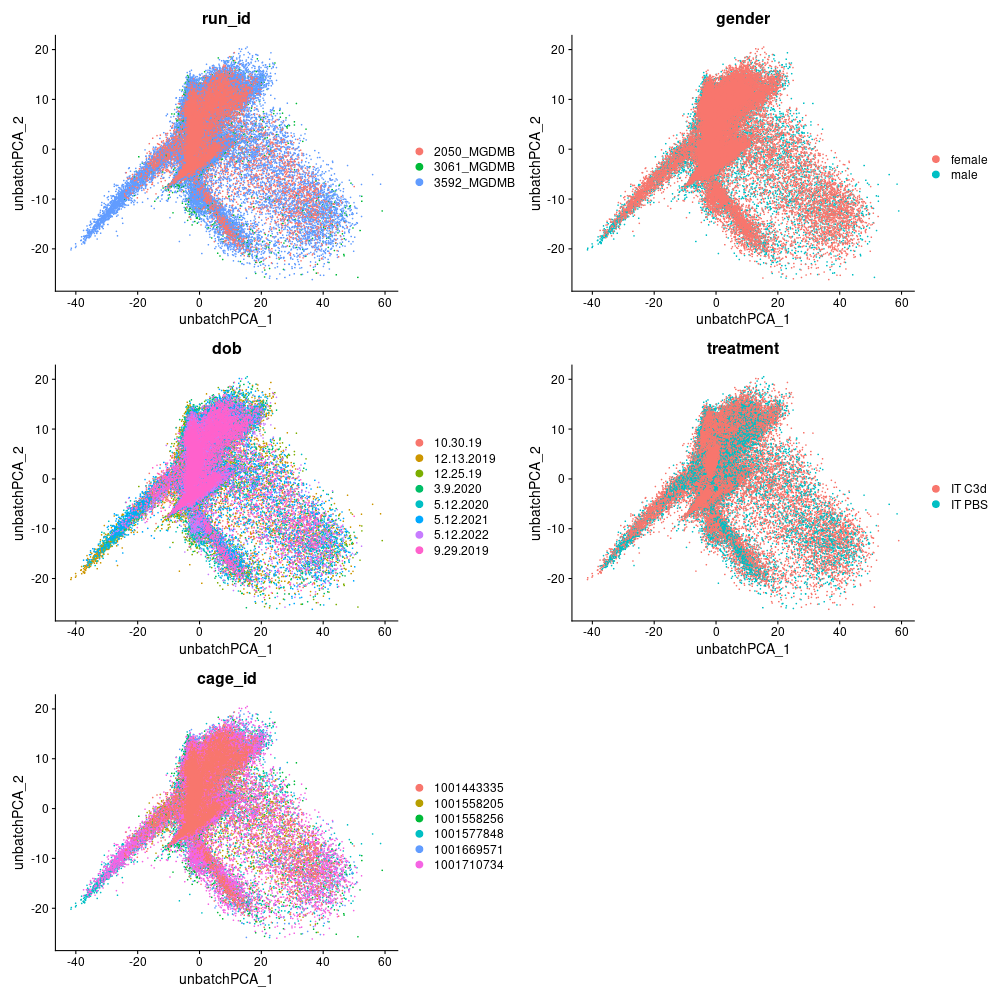 run_id
20
10
0
-10
-20
unbatchPCA_2
-40 -20 0 20 40 60
unbatchPCA_1
2050_MGDMB
3061_MGDMB
3592_MGDMB
gender
20
10
0
-10
-20
unbatchPCA_2
-40 -20 0 20 40 60
unbatchPCA_1
female
male
dob
20
10
0
-10
-20
unbatchPCA_2
-40 -20 0 20 40 60
unbatchPCA_1
10.30.19
12.13.2019
12.25.19
3.9.2020
5.12.2020
5.12.2021
5.12.2022
9.29.2019
treatment
20
10
0
-10
-20
unbatchPCA_2
-40 -20 0 20 40 60
unbatchPCA_1
IT C3d
IT PBS
cage_id
20
10
0
-10
-20
unbatchPCA_2
-40 -20 0 20 40 60
unbatchPCA_1
1001443335
1001558205
1001558256
1001577848
1001669571
1001710734